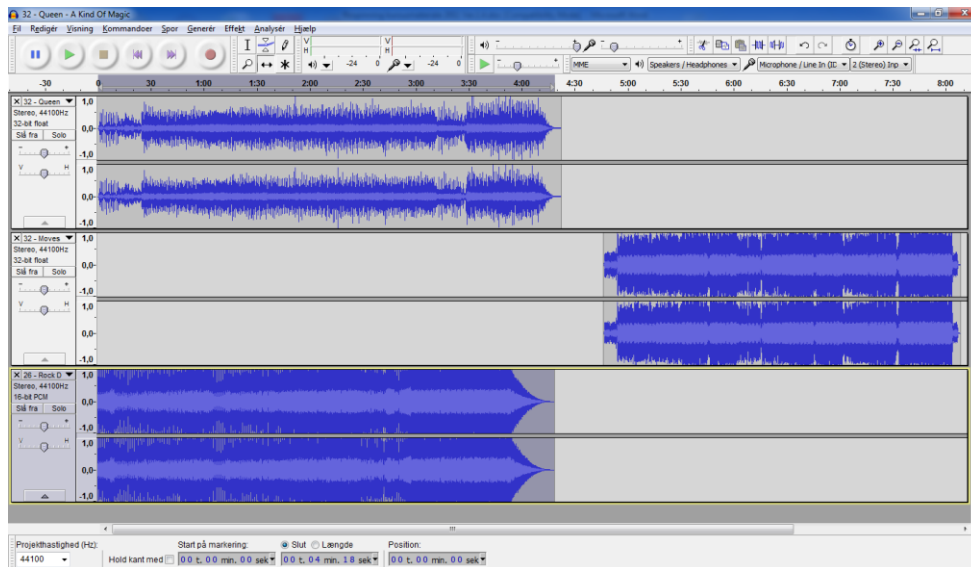 32 - Queen - A Kind Of Magic
Fil Redigér Visning Kommandoer Spor Generér Effekt Analysér Hjælp
V H -24 0 V H -24 0
MME Speakers / Headphones Microphone / Line In (ID 2 (Stereo) Inp
-30 0 30 1:00 1:30 2:00 2:30 3:00 3:30 4:00 4:30 5:00 5:30 6:00 6:30 7:00 7:30 8:00
32 - Queen 1,0
Stereo, 44100Hz
32-bit float
Slå fra Solo 0,0
- + -1,0
V H 1,0
0,0
-1,0
32 - Moves 1,0
Stereo, 44100Hz
32-bit float
Slå fra Solo 0,0
- + -1,0
V H 1,0
0,0
-1,0
26 - Rock D 1,0
Stereo, 44100Hz
16-bit PCM
Slå fra Solo 0,0
- + -1,0
V H 1,0
0,0
-1,0
Projekthastighed (Hz): Start på markering: Slut Længde Position:
44100 Hold kant med 00 t. 00 min. 00 sek 00 t. 04 min. 18 sek 00 t. 00 min. 00 sek